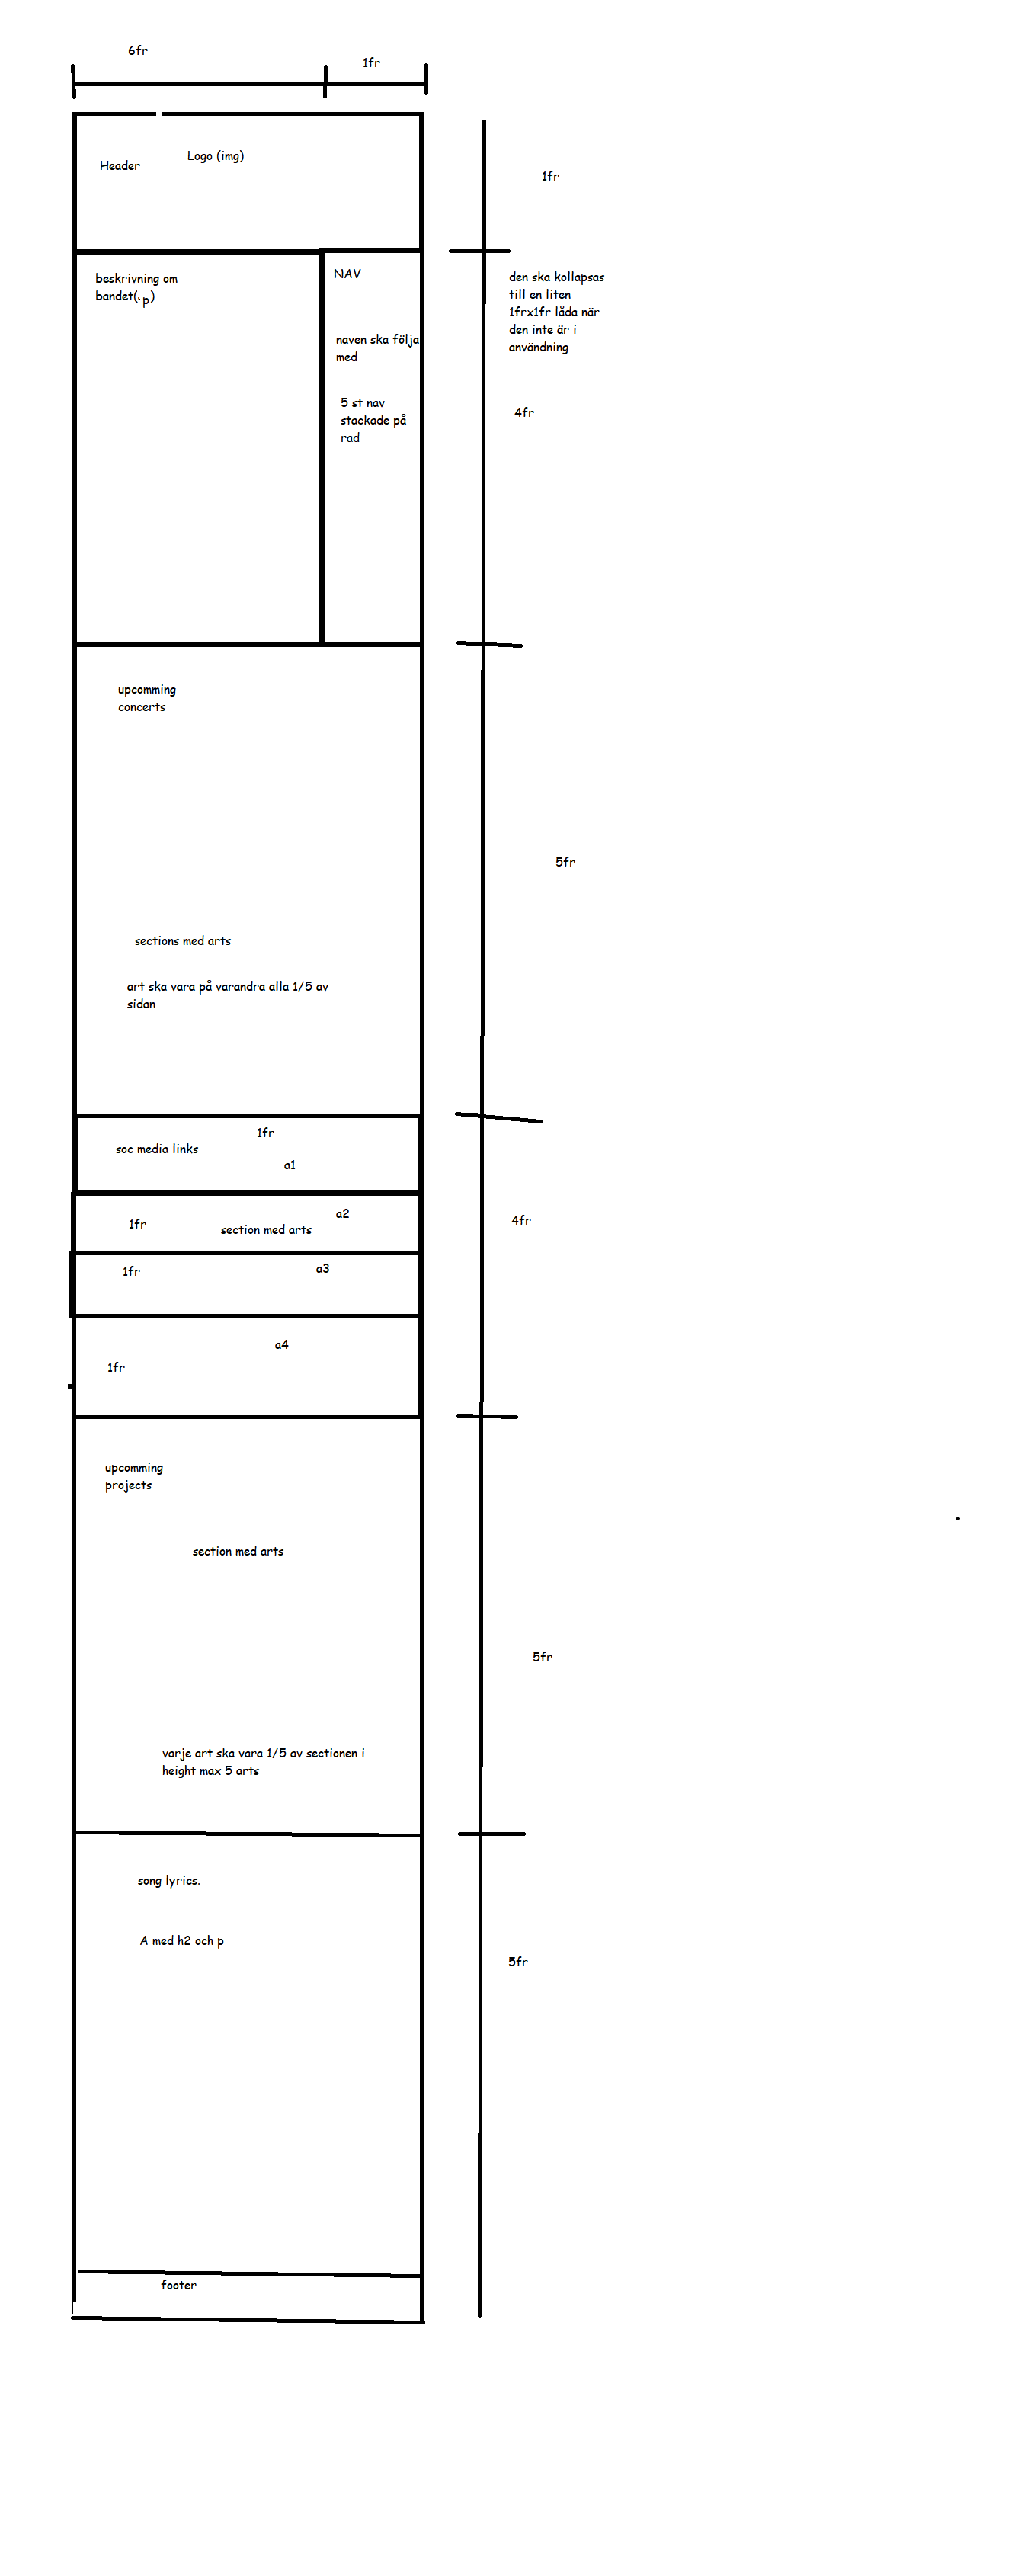 6fr
1fr
Logo (img)
Header
1fr
NAV
beskrivning om
bandet(.p)
den ska kollapsas
till en liten
1frx1fr låda när
den inte är i
användning
naven ska följa
med
5 st nav
stackade på
rad
4fr
upcomming
concerts
5fr
sections med arts
art ska vara på varandra alla 1/5 av
sidan
1fr
soc media links
a1
a2
1fr
section med arts
4fr
a3
1fr
a4
1fr
upcomming
projects
section med arts
5fr
varje art ska vara 1/5 av sectionen i
height max 5 arts
song lyrics.
A med h2 och p
5fr
footer